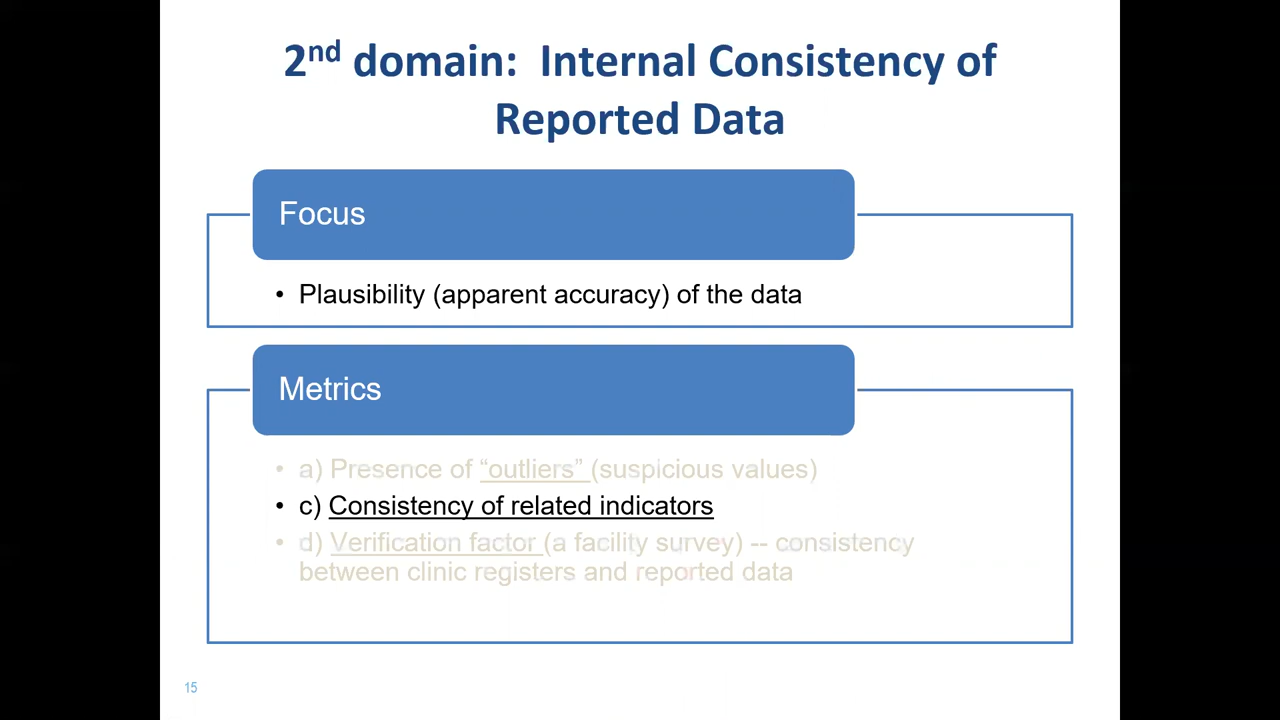 2nd domain:  Internal Consistency of
Reported Data
Focus
• Plausibility (apparent accuracy) of the data
Metrics
• a) Presence of “outliers” (suspicious values)
• c) Consistency of related indicators
• d) Verification factor (a facility survey) -- consistency
between clinic registers and reported data
15